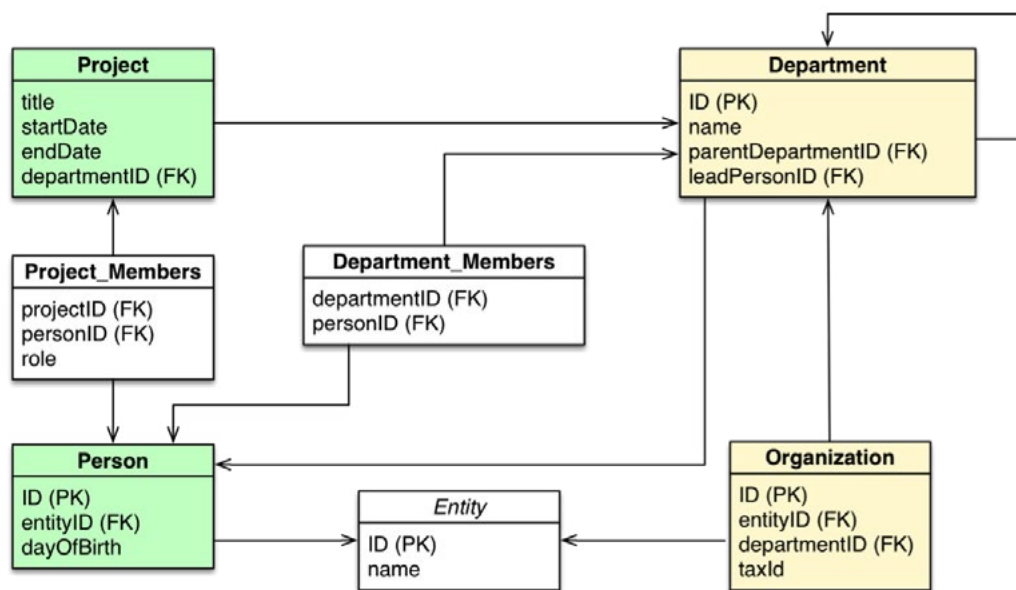 Project
title
startDate
endDate
departmentID (FK)
Department
ID (PK)
name
parentDepartmentID (FK)
leadPersonID (FK)
Project_Members
projectID (FK)
personID (FK)
role
Department_Members
departmentID (FK)
personID (FK)
Person
ID (PK)
entityID (FK)
dayOfBirth
Entity
ID (PK)
name
Organization
ID (PK)
entityID (FK)
departmentID (FK)
taxId